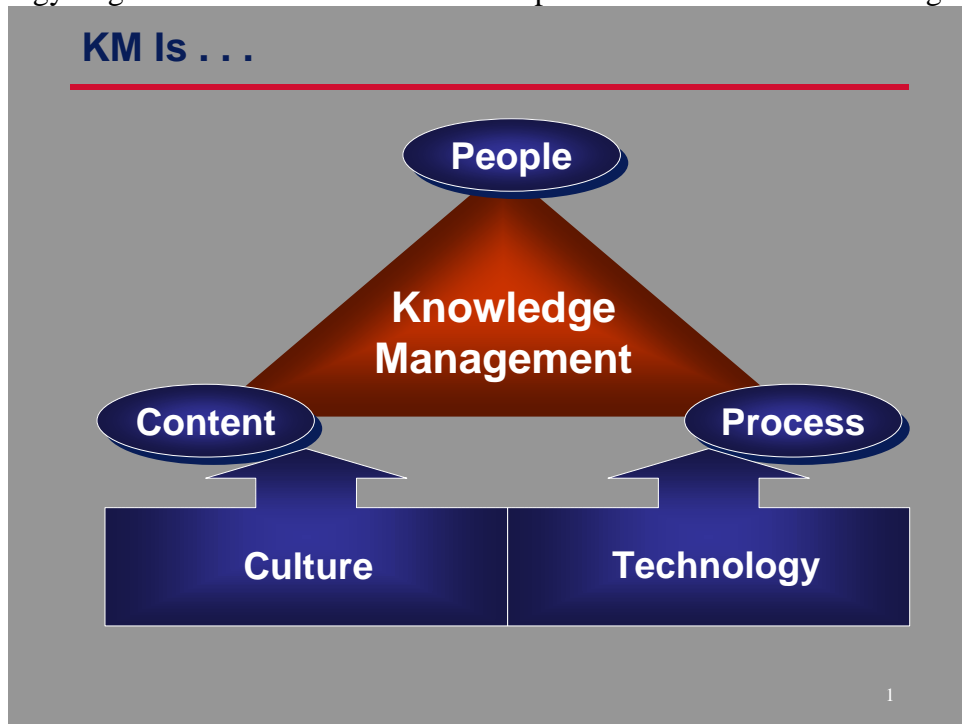 KM Is . . .
People
Knowledge
Management
Content
Process
Culture
Technology
1